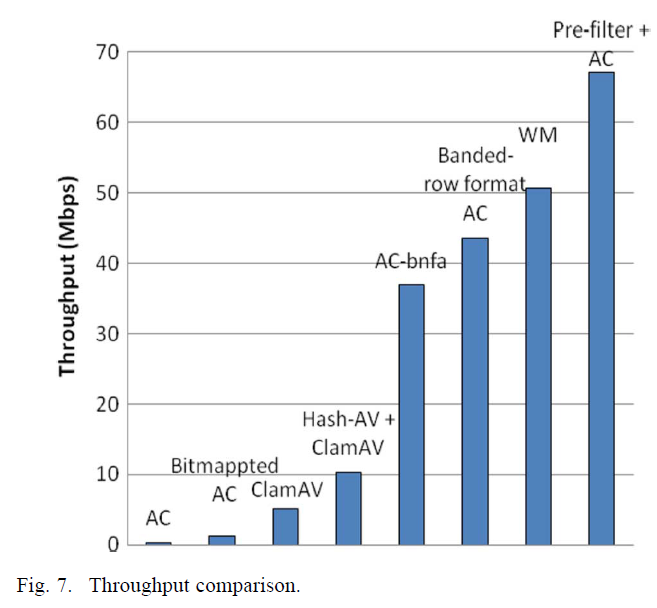 Pre-filter +
AC
70
60
50
40
30
20
10
0
Throughput (Mbps)
WM
Banded-
row format
AC
AC-bnfa
Hash-AV +
ClamAV
Bitmappted
AC
ClamAV
AC
Fig. 7. Throughput comparison.